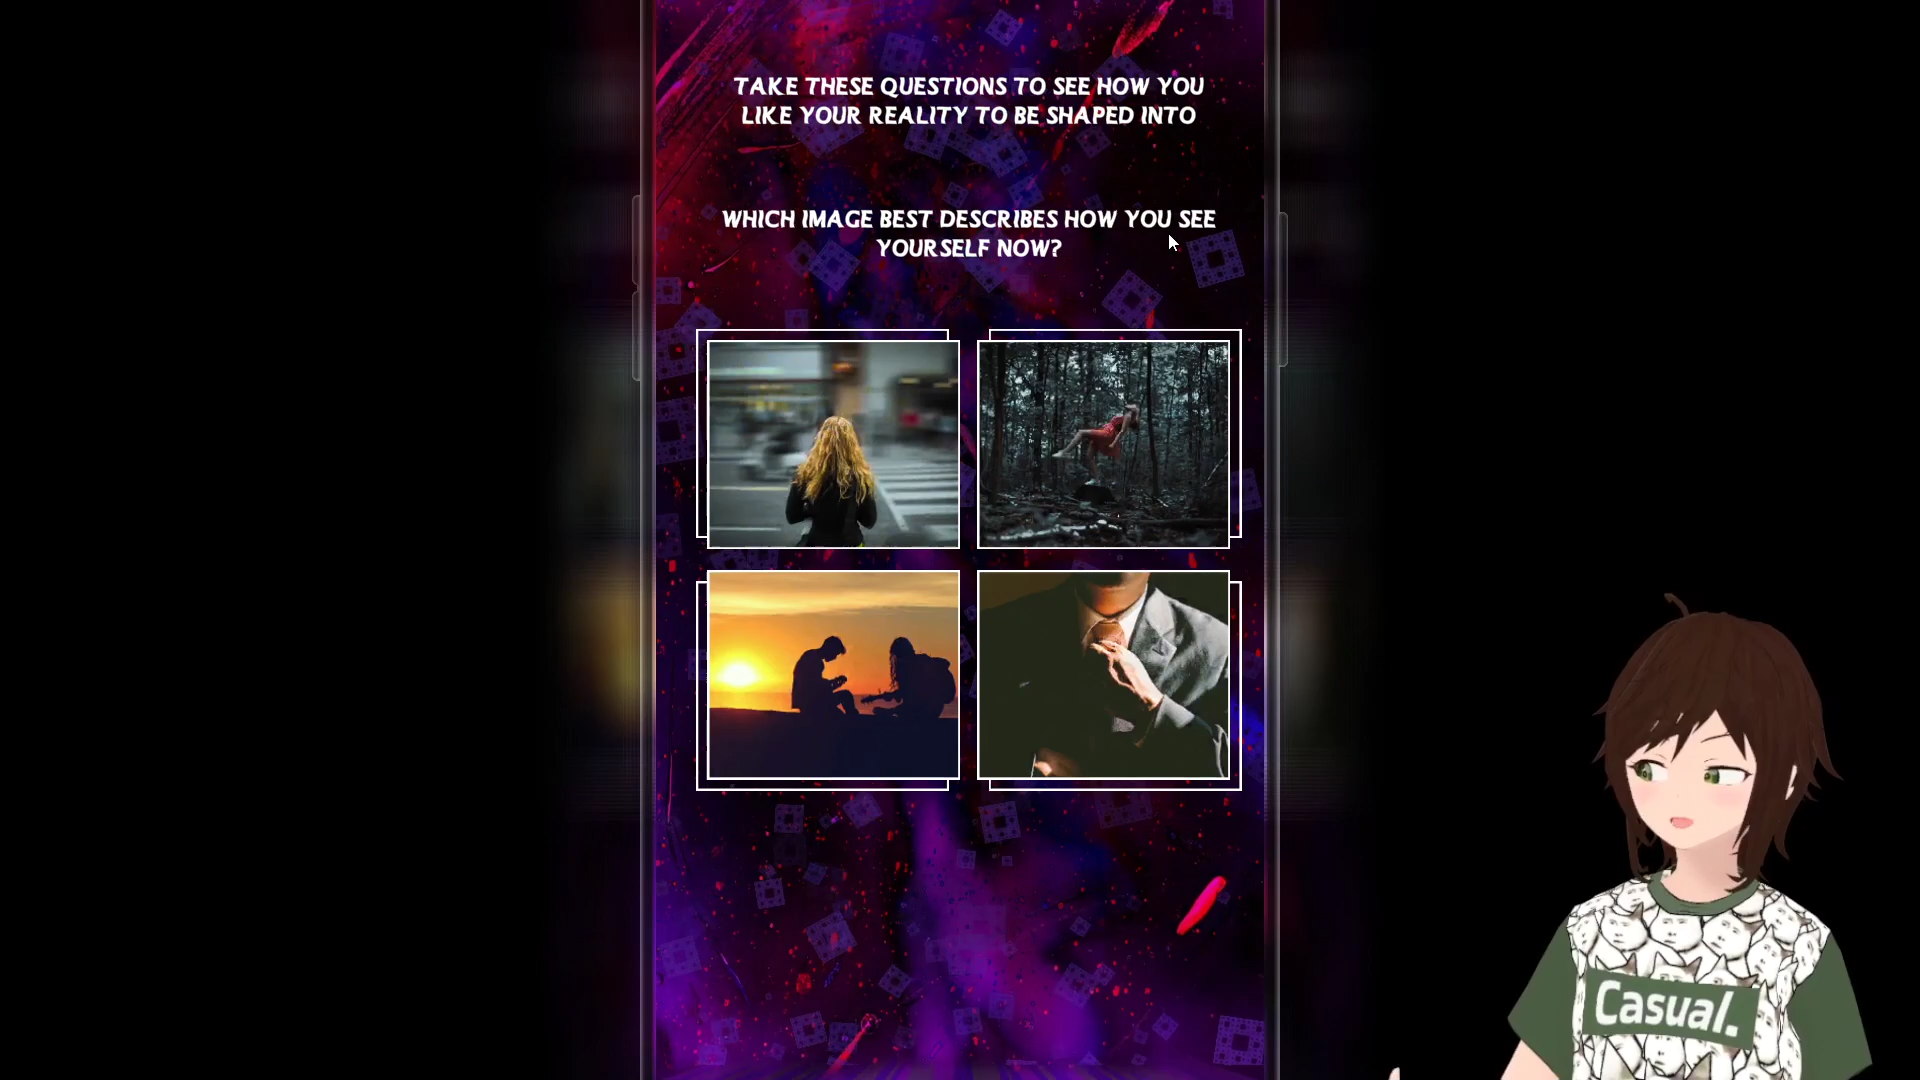 TAKE THESE QUESTIONS TO SEE HOW YOU
LIKE YOUR REALITY TO BE SHAPED INTO
WHICH IMAGE BEST DESCRIBES HOW YOU SEE
YOURSELF NOW?
Casual.